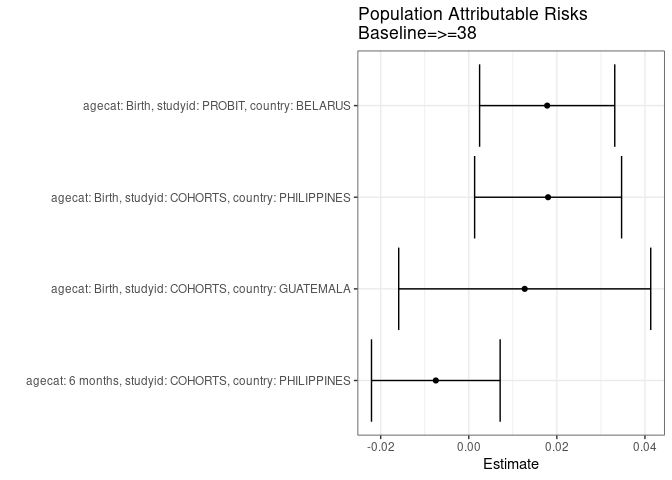 Population Attributable Risks
Baseline=>=38
agecat: Birth, studyid: PROBIT, country: BELARUS
agecat: Birth, studyid: COHORTS, country: PHILIPPINES
agecat: Birth, studyid: COHORTS, country: GUATEMALA
agecat: 6 months, studyid: COHORTS, country: PHILIPPINES
-0.02 0.00 0.02 0.04
Estimate